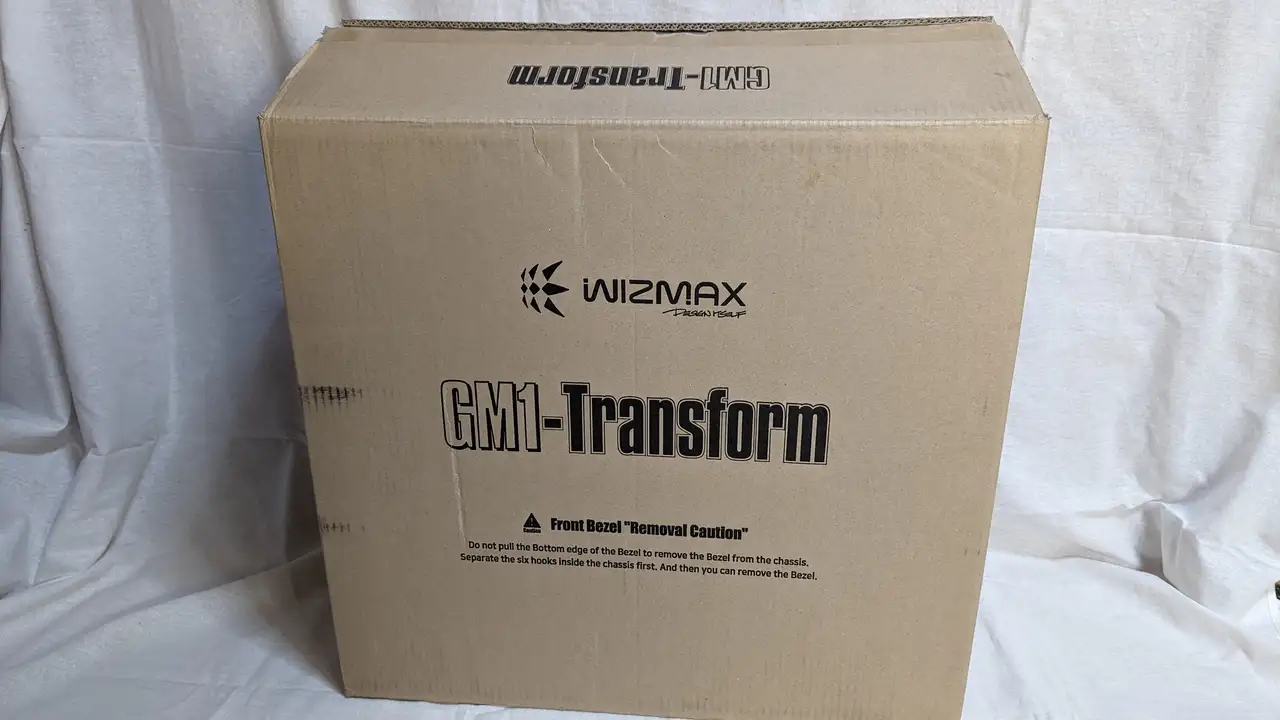 GM1-Transform
WIZMAX
DESIGN ITSELF
GM1-Transform
Caution
Front Bezel "Removal Caution"
Do not pull the Bottom edge of the Bezel to remove the Bezel from the chassis.
Separate the six hooks inside the chassis first. And then you can remove the Bezel.